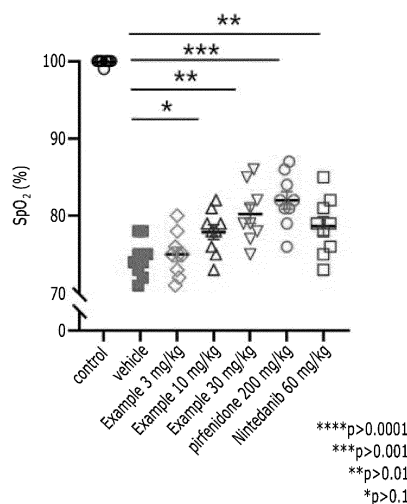 **
***
**
*
100
90
80
70
0
SpO₂ (%)
control
vehicle
Example 3 mg/kg
Example 10 mg/kg
Example 30 mg/kg
pirfenidone 200 mg/kg
Nintedanib 60 mg/kg
****p>0.0001
***p>0.001
**p>0.01
*p>0.1